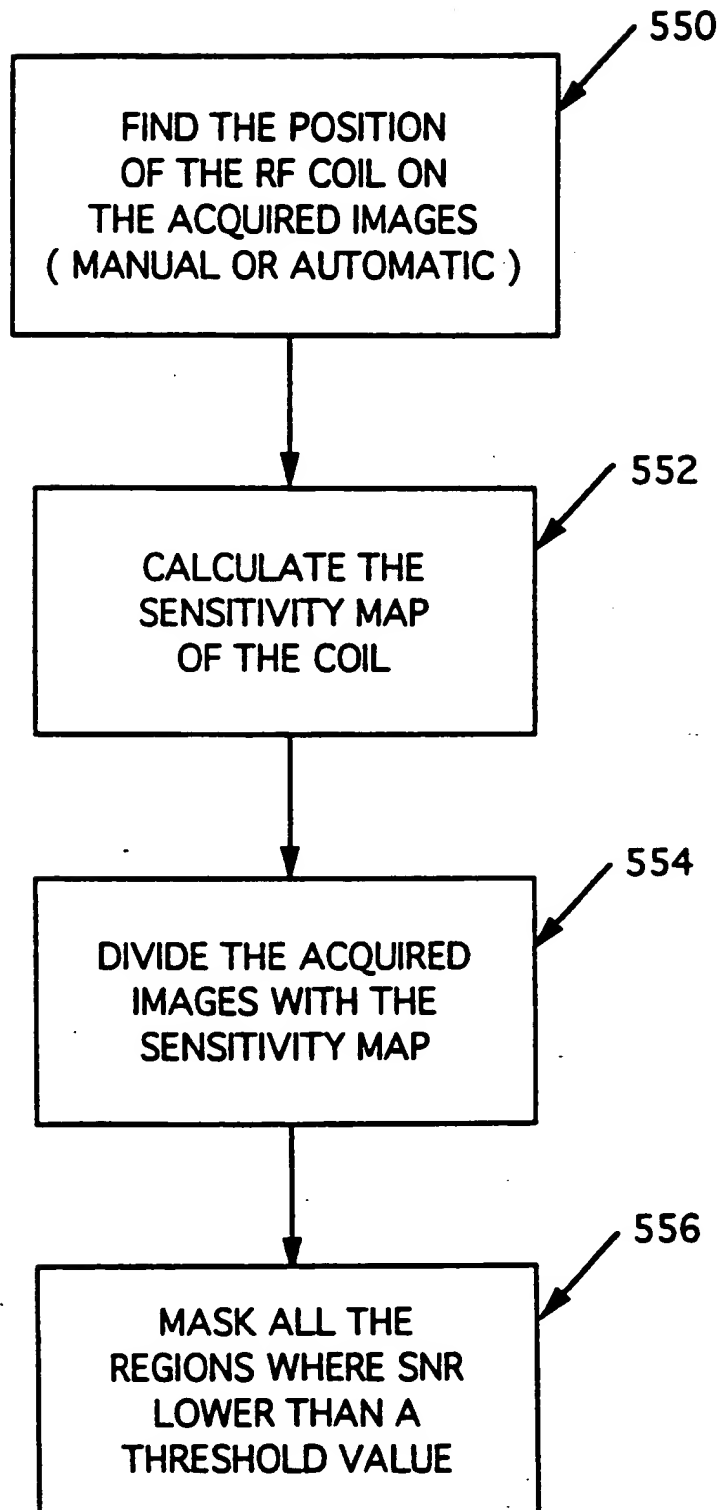 550
FIND THE POSITION
OF THE RF COIL ON
THE ACQUIRED IMAGES
( MANUAL OR AUTOMATIC )
552
CALCULATE THE
SENSITIVITY MAP
OF THE COIL
554
DIVIDE THE ACQUIRED
IMAGES WITH THE
SENSITIVITY MAP
556
MASK ALL THE
REGIONS WHERE SNR
LOWER THAN A
THRESHOLD VALUE